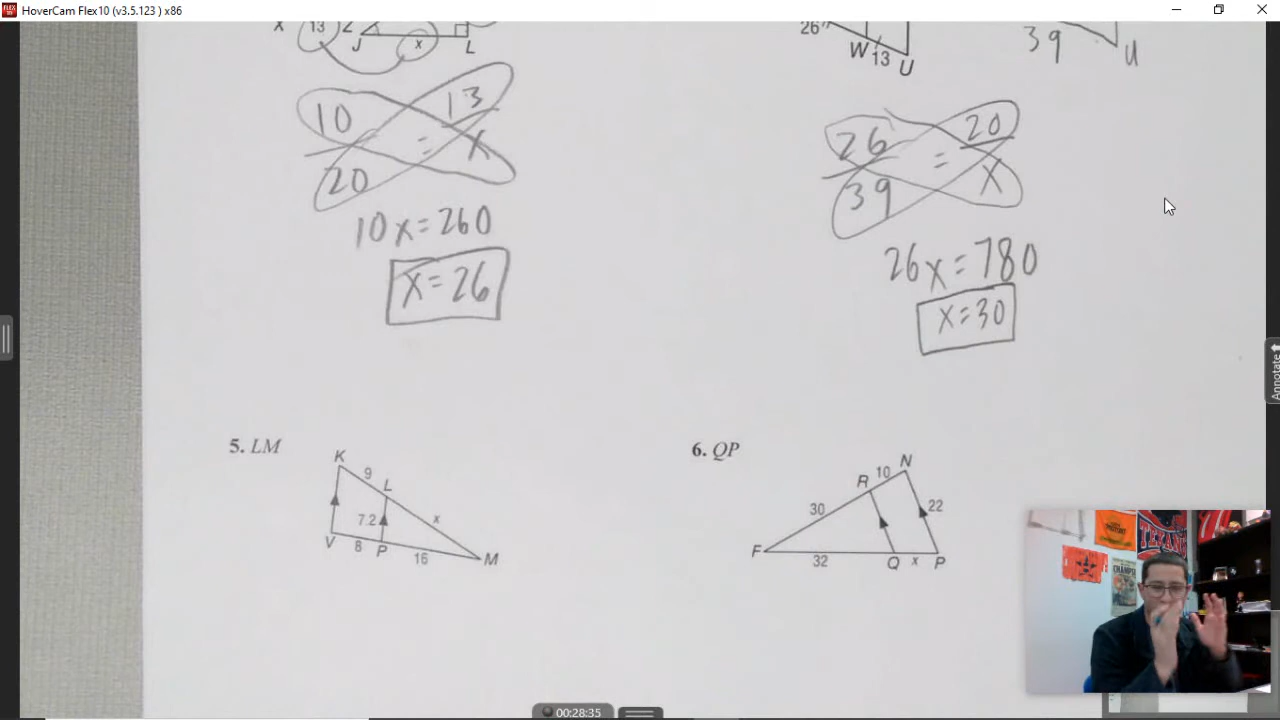 HoverCam Flex10 (v3.5.123 ) x86
X 13 Z
J x L
10 13
= 
20 x
10x=260
x=26
26
W 13 U
39 U
26 20
=
39 x
26x=780
x=30
Annotate
5. LM
K
9
L
7.2 x
V 8 P
16 M
6. QP
10 N
R
30
22
F
32 Q x P
TEXANS
CHAMPS
00:28:35